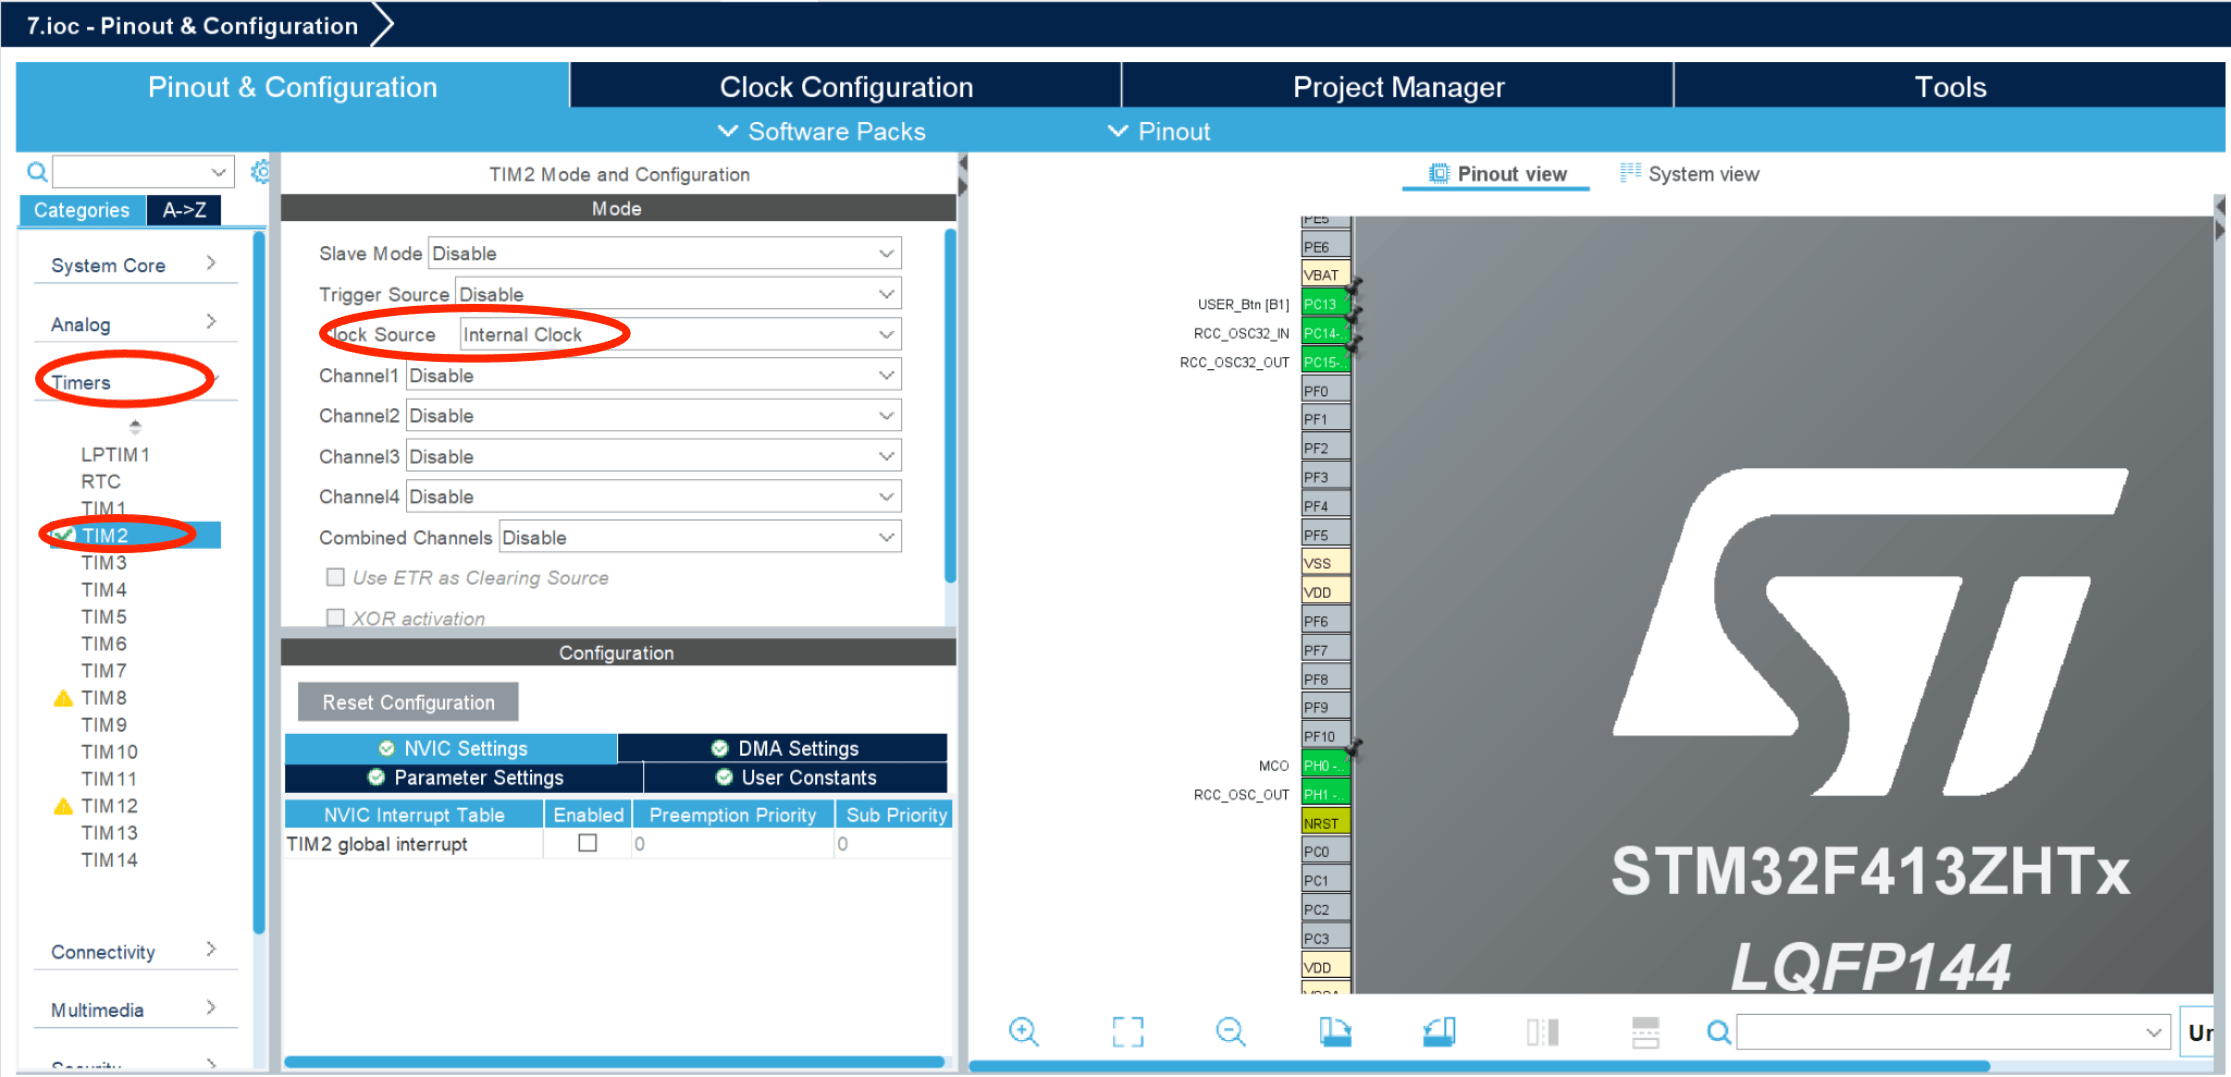 7.ioc - Pinout & Configuration
Pinout & Configuration
Clock Configuration
Project Manager
Tools
Software Packs
Pinout
Categories
A->Z
System Core
Analog
Timers
LPTIM1
RTC
TIM1
TIM2
TIM3
TIM4
TIM5
TIM6
TIM7
TIM8
TIM9
TIM10
TIM11
TIM12
TIM13
TIM14
Connectivity
Multimedia
Security
TIM2 Mode and Configuration
Mode
Slave Mode Disable
Trigger Source Disable
Clock Source Internal Clock
Channel1 Disable
Channel2 Disable
Channel3 Disable
Channel4 Disable
Combined Channels Disable
Use ETR as Clearing Source
XOR activation
Configuration
Reset Configuration
NVIC Settings
DMA Settings
Parameter Settings
User Constants
NVIC Interrupt Table Enabled Preemption Priority Sub Priority
TIM2 global interrupt 0 0
Pinout view
System view
PE5
PE6
VBAT
USER_Btn [B1] PC13
RCC_OSC32_IN PC14-..
RCC_OSC32_OUT PC15-..
PF0
PF1
PF2
PF3
PF4
PF5
VSS
VDD
PF6
PF7
PF8
PF9
PF10
MCO PH0 -..
RCC_OSC_OUT PH1 -..
NRST
PC0
PC1
PC2
PC3
VDD
ST
STM32F413ZHTx
LQFP144